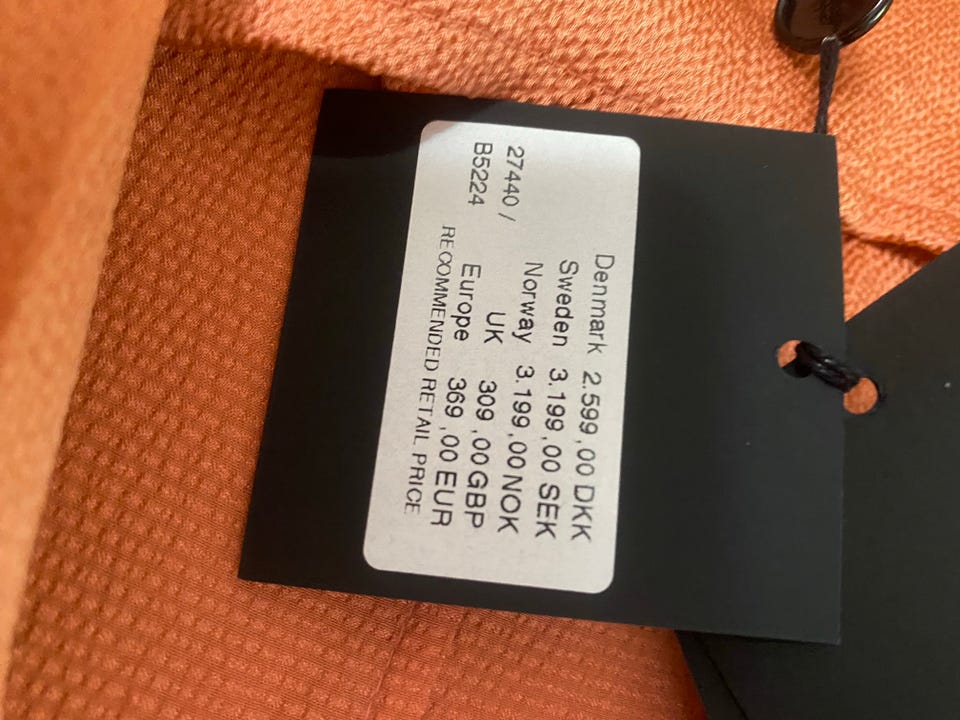 Denmark 2.599,00 DKK
Sweden 3.199,00 SEK
27440 / Norway 3.199,00 NOK
B5224 UK 309,00 GBP
Europe 369,00 EUR
RECOMMENDED RETAIL PRICE